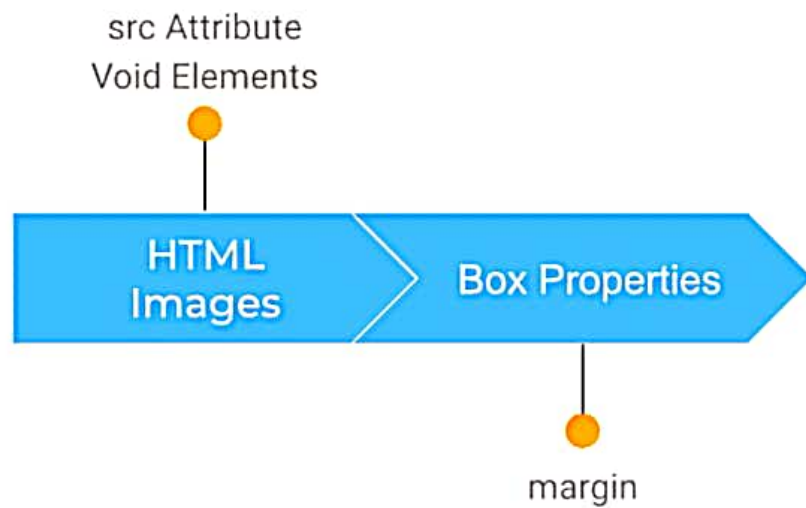 src Attribute
Void Elements
HTML
Images
Box Properties
margin